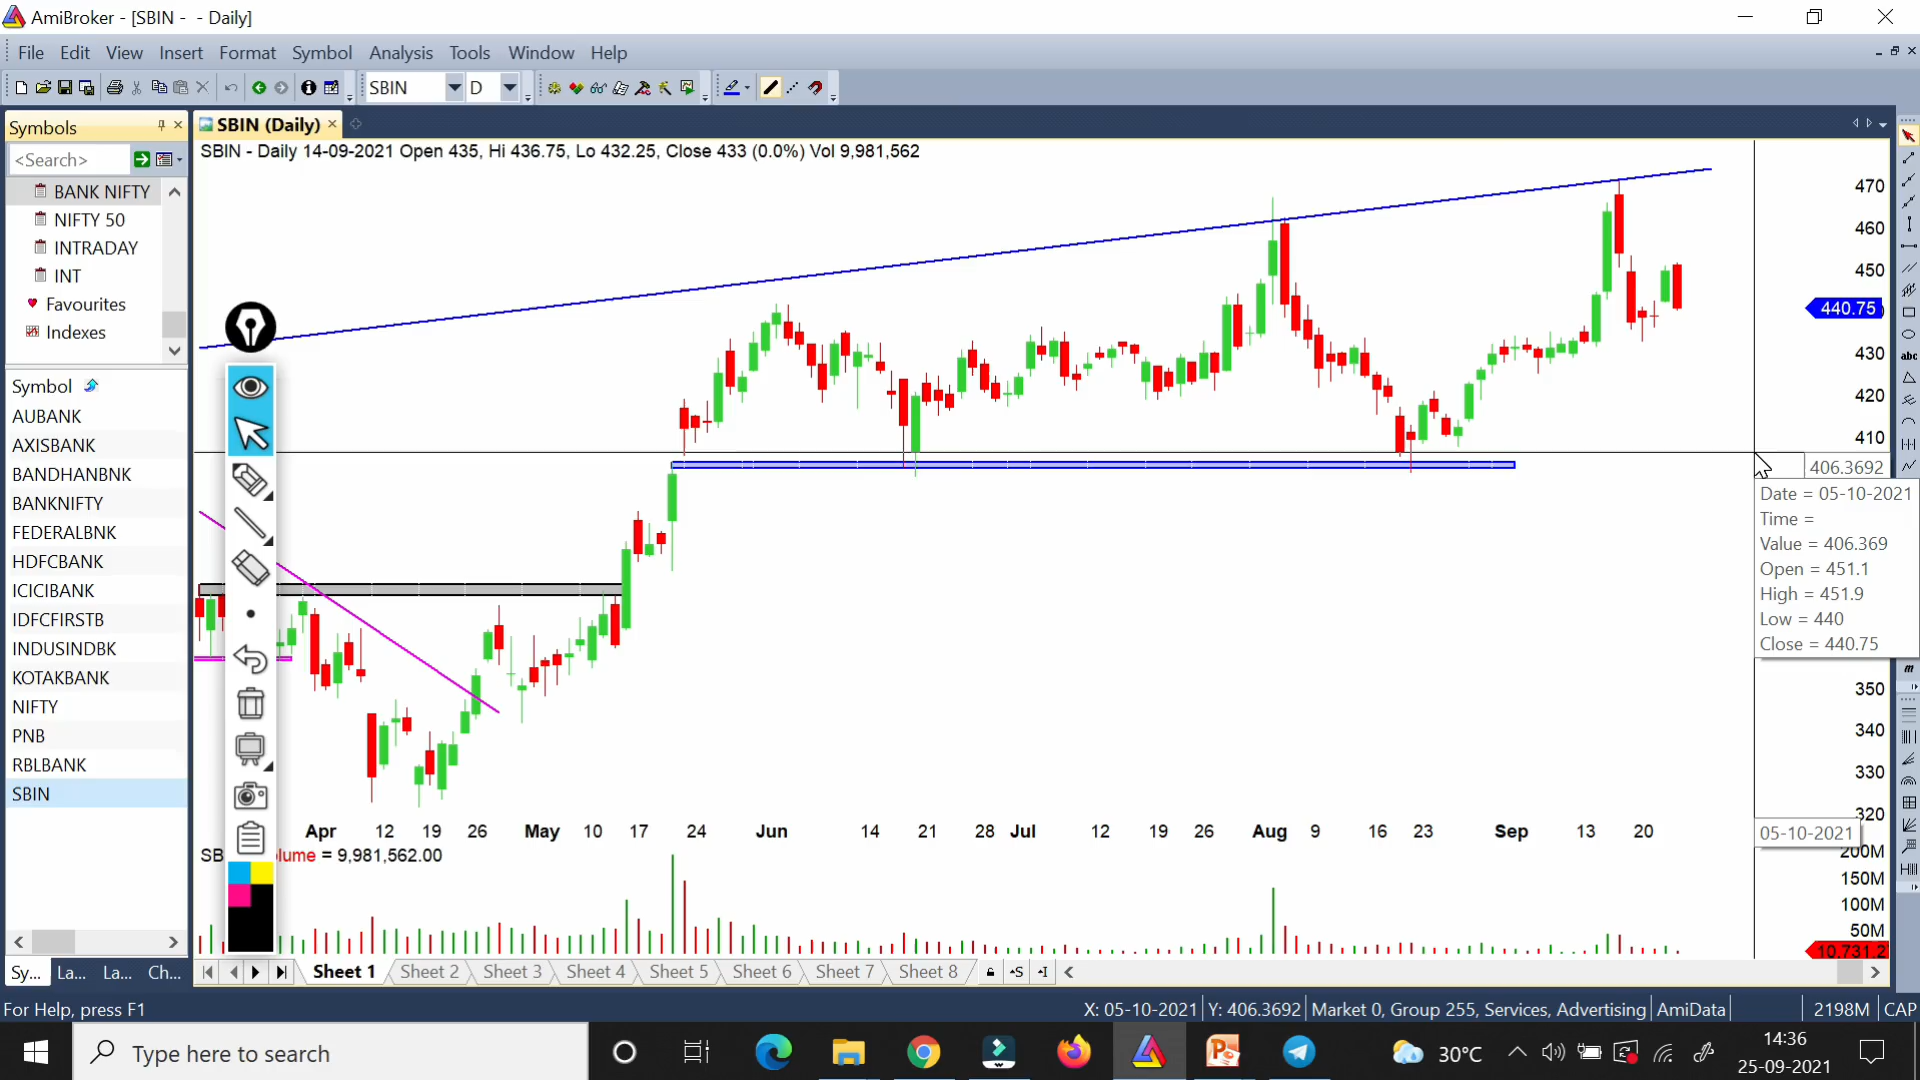 AmiBroker - [SBIN -  - Daily]
File Edit View Insert Format Symbol Analysis Tools Window Help
SBIN D
Symbols
SBIN (Daily)
<Search>
SBIN - Daily 14-09-2021 Open 435, Hi 436.75, Lo 432.25, Close 433 (0.0%) Vol 9,981,562
BANK NIFTY
NIFTY 50
INTRADAY
INT
Favourites
Indexes
Symbol
AUBANK
AXISBANK
BANDHANBNK
BANKNIFTY
FEDERALBNK
HDFCBANK
ICICIBANK
IDFCFIRSTB
INDUSINDBK
KOTAKBANK
NIFTY
PNB
RBLBANK
SBIN
470
460
450
440.75
430
420
410
406.3692
Date = 05-10-2021
Time =
Value = 406.369
Open = 451.1
High = 451.9
Low = 440
Close = 440.75
350
340
330
320
abc
m
Apr 12 19 26 May 10 17 24 Jun 14 21 28 Jul 12 19 26 Aug 9 16 23 Sep 13 20 05-10-2021
SB lume = 9,981,562.00
200M
150M
100M
50M
10,731.2
Sy... La... La... Ch...
Sheet 1 Sheet 2 Sheet 3 Sheet 4 Sheet 5 Sheet 6 Sheet 7 Sheet 8
For Help, press F1
X: 05-10-2021 Y: 406.3692 Market 0, Group 255, Services, Advertising AmiData 2198M CAP
Type here to search
30°C
14:36
25-09-2021